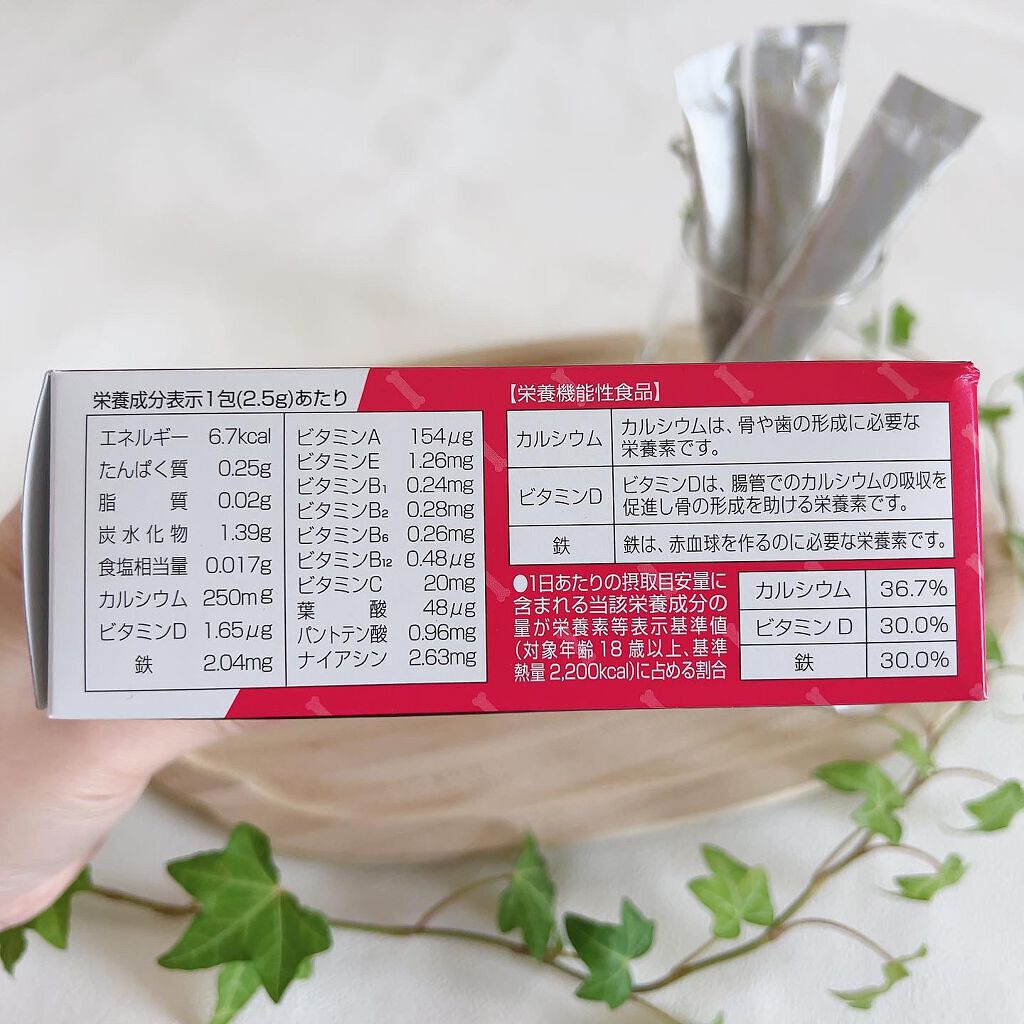 栄養成分表示1包(2.5g)あたり
エネルギー 6.7kcal
たんぱく質 0.25g
脂質 0.02g
炭水化物 1.39g
食塩相当量 0.017g
カルシウム 250mg
ビタミンD 1.65μg
鉄 2.04mg
ビタミンA 154μg
ビタミンE 1.26mg
ビタミンB₁ 0.24mg
ビタミンB₂ 0.28mg
ビタミンB₆ 0.26mg
ビタミンB₁₂ 0.48μg
ビタミンC 20mg
葉酸 48μg
パントテン酸 0.96mg
ナイアシン 2.63mg
【栄養機能性食品】
カルシウム
カルシウムは、骨や歯の形成に必要な
栄養素です。
ビタミンD
ビタミンDは、腸管でのカルシウムの吸収を
促進し骨の形成を助ける栄養素です。
鉄
鉄は、赤血球を作るのに必要な栄養素です。
●1日あたりの摂取目安量に
含まれる当該栄養成分の
量が栄養素等表示基準値
(対象年齢18歳以上、基準
熱量2,200kcal)に占める割合
カルシウム 36.7%
ビタミンD 30.0%
鉄 30.0%